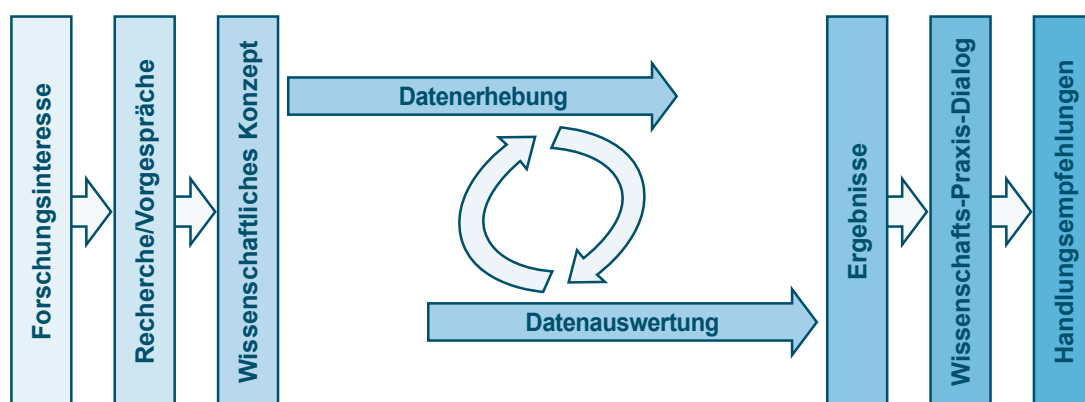 Forschungsinteresse
Recherche/Vorgespräche
Wissenschaftliches Konzept
Datenerhebung
Datenauswertung
Ergebnisse
Wissenschafts-Praxis-Dialog
Handlungsempfehlungen